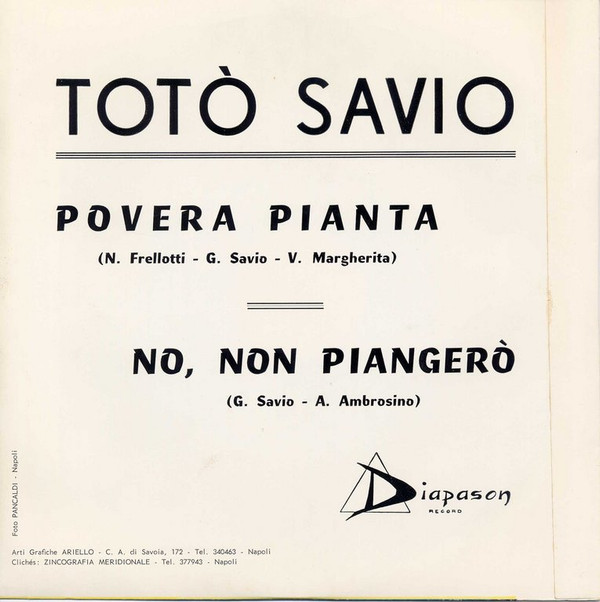 TOTÒ SAVIO
POVERA PIANTA
(N. Frellotti - G. Savio - V. Margherita)
NO, NON PIANGERÒ
(G. Savio - A. Ambrosino)
Diapason
RECORD
Foto PANCALDI - Napoli
Arti Grafiche ARIELLO - C. A. di Savoia, 172 - Tel. 340463 - Napoli
Clichés: ZINCOGRAFIA MERIDIONALE - Tel. 377943 - Napoli